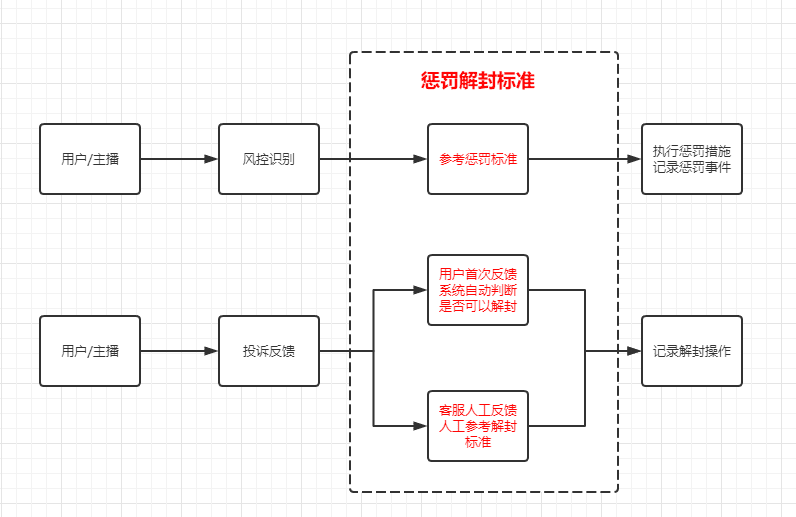 惩罚解封标准
用户/主播
风控识别
参考惩罚标准
执行惩罚措施
记录惩罚事件
用户/主播
投诉反馈
用户首次反馈
系统自动判断
是否可以解封
客服人工反馈
人工参考解封
标准
记录解封操作